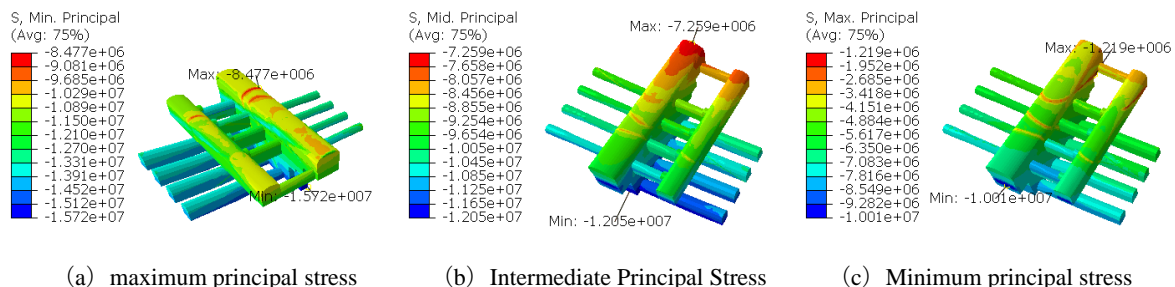 S, Min. Principal
(Avg: 75%)
-8.477e+06
-9.081e+06
-9.685e+06
-1.029e+07
-1.089e+07
-1.150e+07
-1.210e+07
-1.270e+07
-1.331e+07
-1.391e+07
-1.452e+07
-1.512e+07
-1.572e+07
Max: -8.477e+006
Min: -1.572e+007
(a) maximum principal stress
S, Mid. Principal
(Avg: 75%)
-7.259e+06
-7.658e+06
-8.057e+06
-8.456e+06
-8.855e+06
-9.254e+06
-9.654e+06
-1.005e+07
-1.045e+07
-1.085e+07
-1.125e+07
-1.165e+07
-1.205e+07
Max: -7.259e+006
Min: -1.205e+007
(b) Intermediate Principal Stress
S, Max. Principal
(Avg: 75%)
-1.219e+06
-1.952e+06
-2.685e+06
-3.418e+06
-4.151e+06
-4.884e+06
-5.617e+06
-6.350e+06
-7.083e+06
-7.816e+06
-8.549e+06
-9.282e+06
-1.001e+07
Max: -1.219e+006
Min: -1.001e+007
(c) Minimum principal stress